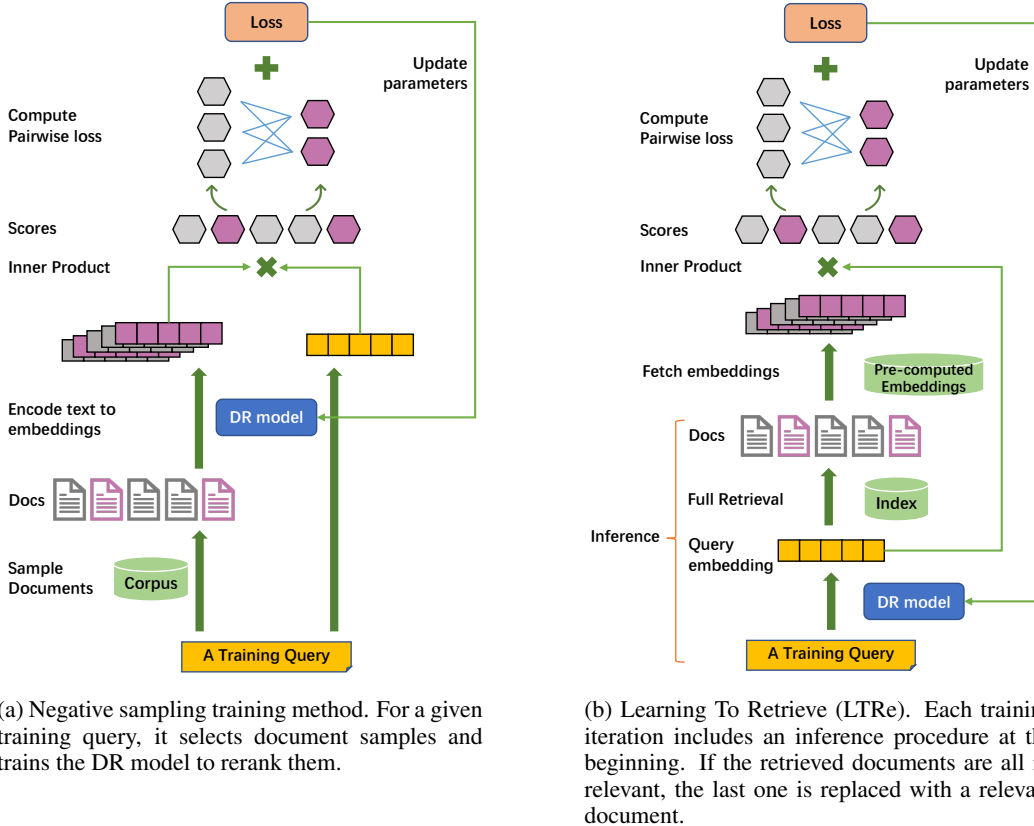 Loss
Update
parameters
Compute
Pairwise loss
Scores
Inner Product
Encode text to
embeddings
DR model
Docs
Sample
Documents
Corpus
A Training Query
(a) Negative sampling training method. For a given
training query, it selects document samples and
trains the DR model to rerank them.
Loss
Update
parameters
Compute
Pairwise loss
Scores
Inner Product
Fetch embeddings
Pre-computed
Embeddings
Docs
Full Retrieval
Index
Inference
Query
embedding
DR model
A Training Query
(b) Learning To Retrieve (LTRe). Each
iteration includes an inference procedure at
beginning. If the retrieved documents are all
relevant, the last one is replaced with a
document.